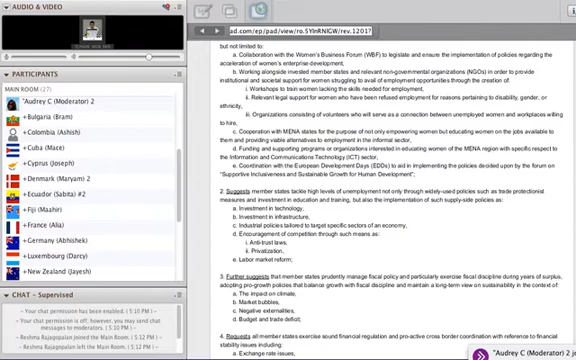 AUDIO & VIDEO
PARTICIPANTS
MAIN ROOM (27)
"Audrey C (Moderator) 2
+Bulgaria (Bram)
+Colombia (Ashish)
+Cuba (Mace)
+Cyprus (Joseph)
+Denmark (Maryam) 2
+Ecuador (Sabita) #2
+Fiji (Maahir)
+France (Alia)
+Germany (Abhishek)
+Luxembourg (Darcy)
+New Zealand (Jayesh)
CHAT - Supervised
~ Your chat permission has been enabled. ( 5:10 PM ) ~
~ Your chat permission is off; however, you may send chat messages to moderators. ( 5:10 PM ) ~
~ Reshma Rajagopalan joined the Main Room. ( 5:12 PM ) ~
~ Reshma Rajagopalan left the Main Room. ( 5:12 PM ) ~
ad.com/ep/pad/view/ro.5YInRNIGW/rev.1201?
but not limited to:
a. Collaboration with the Women's Business Forum (WBF) to legislate and ensure the implementation of policies regarding the
acceleration of women's enterprise development,
b. Working alongside invested member states and relevant non-governmental organizations (NGOs) in order to provide
institutional and societal support for women struggling to avail of employment opportunities through the creation of:
i. Workshops to train women lacking the skills needed for employment,
ii. Relevant legal support for women who have been refused employment for reasons pertaining to disability, gender, or
ethnicity,
iii. Organizations consisting of volunteers who will serve as a connection between unemployed women and workplaces willing
to hire,
c. Cooperation with MENA states for the purpose of not only empowering women but educating women on the jobs available to
them and providing viable alternatives to employment in the informal sector,
d. Funding and supporting programs or organizations interested in educating women of the MENA region with specific respect to
the Information and Communications Technology (ICT) sector,
e. Coordination with the European Development Days (EDDs) to aid in implementing the policies decided upon by the forum on
"Supportive Inclusiveness and Sustainable Growth for Human Development";
2. Suggests member states tackle high levels of unemployment not only through widely-used policies such as trade protectionist
measures and investment in education and training, but also the implementation of such supply-side policies as:
a. Investment in technology,
b. Investment in infrastructure,
c. Industrial policies tailored to target specific sectors of an economy,
d. Encouragement of competition through such means as:
i. Anti-trust laws,
ii. Privatization,
e. Labor market reform;
3. Further suggests that member states prudently manage fiscal policy and particularly exercise fiscal discipline during years of surplus,
adopting pro-growth policies that balance growth with fiscal discipline and maintain a long-term view on sustainability in the context of:
a. The impact on climate,
b. Market bubbles,
c. Negative externalities,
d. Budget and trade deficit;
4. Requests all member states exercise sound financial regulation and pro-active cross border coordination with reference to financial
stability issues including:
a. Exchange rate issues,
"Audrey C (Moderator) 2